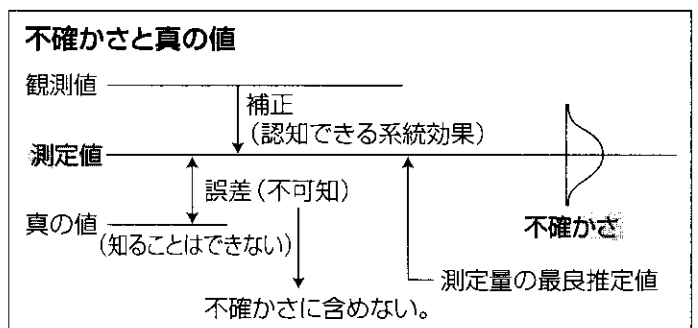 不確かさと真の値
観測値
補正
(認知できる系統効果)
測定値
誤差(不可知)
真の値
(知ることはできない)
不確かさ
測定量の最良推定値
不確かさに含めない。